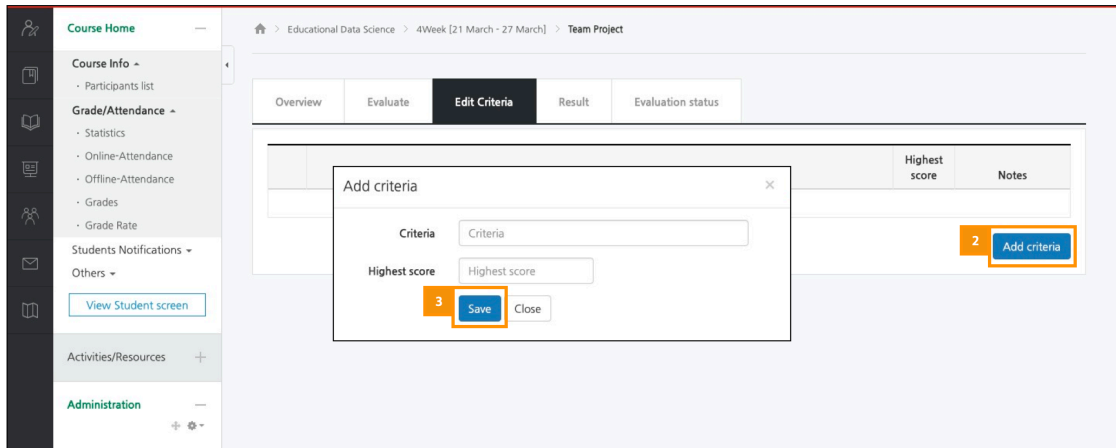 Course Home
Course Info
Participants list
Grade/Attendance
Statistics
Online-Attendance
Offline-Attendance
Grades
Grade Rate
Students Notifications
Others
View Student screen
Activities/Resources
Administration
> Educational Data Science > 4Week [21 March - 27 March] > Team Project
Overview Evaluate Edit Criteria Result Evaluation status
Highest score Notes
Add criteria ×
Criteria Criteria
Highest score Highest score
3 Save Close
2 Add criteria